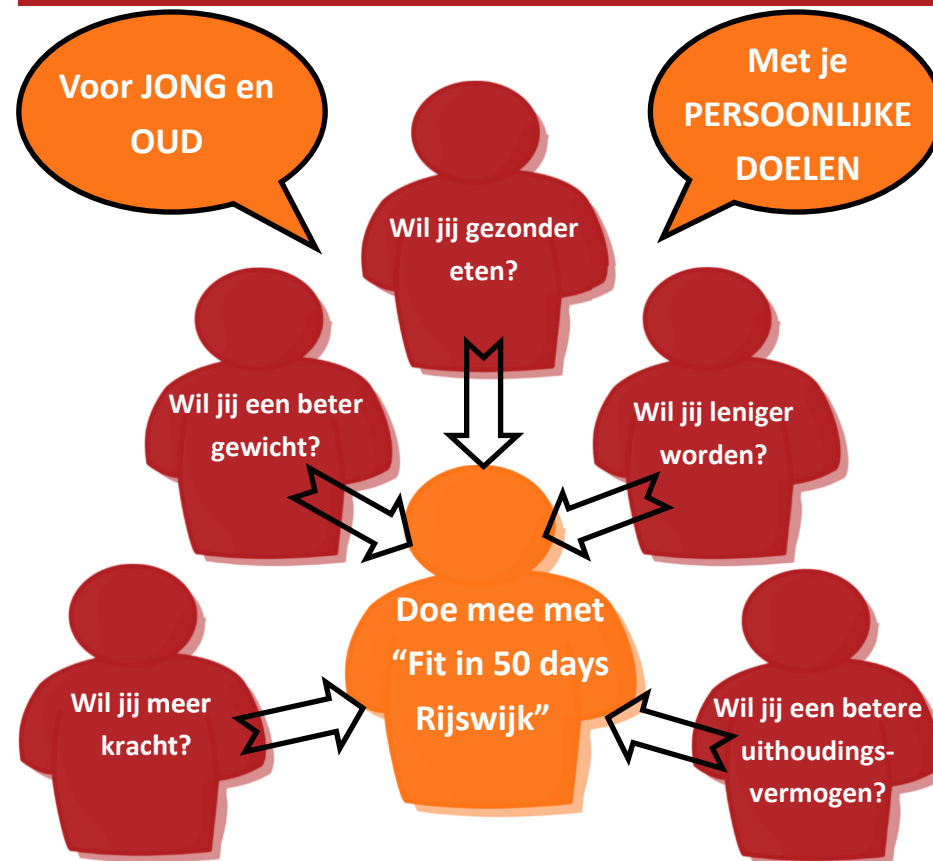 Voor JONG en
OUD
Met je
PERSOONLIJKE
DOELEN
Wil jij gezonder
eten?
Wil jij een beter
gewicht?
Wil jij leniger
worden?
Doe mee met
“Fit in 50 days
Rijswijk”
Wil jij meer
kracht?
Wil jij een betere
uithoudings-
vermogen?